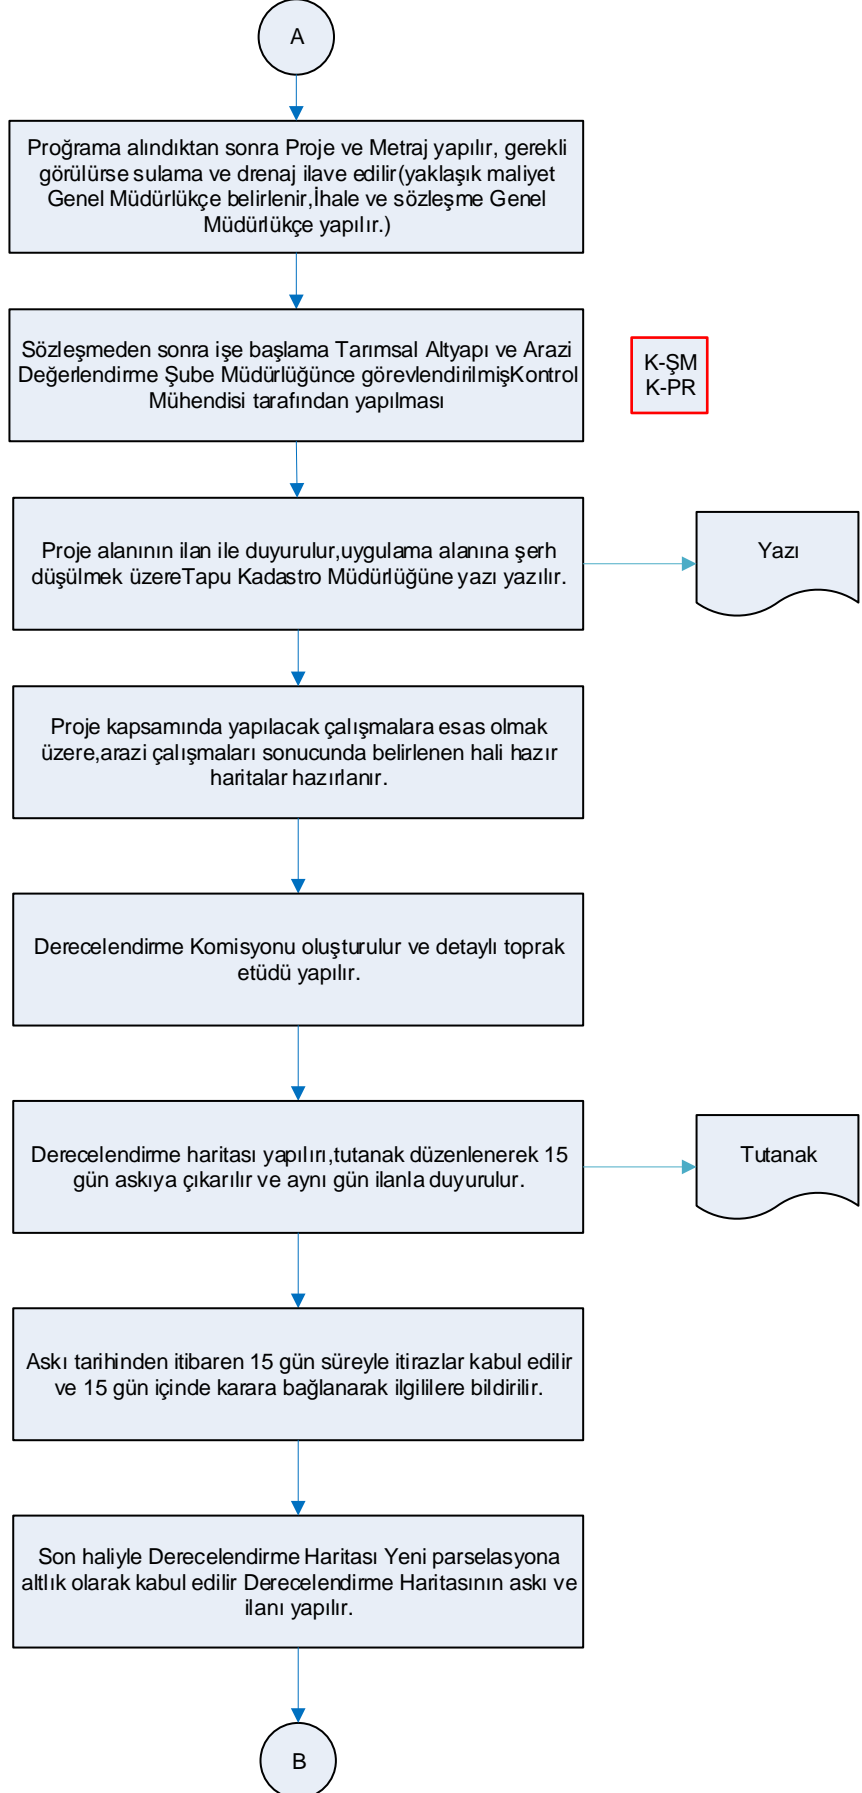 A
Proğrama alındıktan sonra Proje ve Metraj yapılır, gerekli
görülürse sulama ve drenaj ilave edilir(yaklaşık maliyet
Genel Müdürlükçe belirlenir,İhale ve sözleşme Genel
Müdürlükçe yapılır.)
Sözleşmeden sonra işe başlama Tarımsal Altyapı ve Arazi
Değerlendirme Şube Müdürlüğünce görevlendirilmişKontrol
Mühendisi tarafından yapılması
K-ŞM
K-PR
Proje alanının ilan ile duyurulur,uygulama alanına şerh
düşülmek üzereTapu Kadastro Müdürlüğüne yazı yazılır.
Yazı
Proje kapsamında yapılacak çalışmalara esas olmak
üzere,arazi çalışmaları sonucunda belirlenen hali hazır
haritalar hazırlanır.
Derecelendirme Komisyonu oluşturulur ve detaylı toprak
etüdü yapılır.
Derecelendirme haritası yapılırı,tutanak düzenlenerek 15
gün askıya çıkarılır ve aynı gün ilanla duyurulur.
Tutanak
Askı tarihinden itibaren 15 gün süreyle itirazlar kabul edilir
ve 15 gün içinde karara bağlanarak ilgililere bildirilir.
Son haliyle Derecelendirme Haritası Yeni parselasyona
altlık olarak kabul edilir Derecelendirme Haritasının askı ve
ilanı yapılır.
B